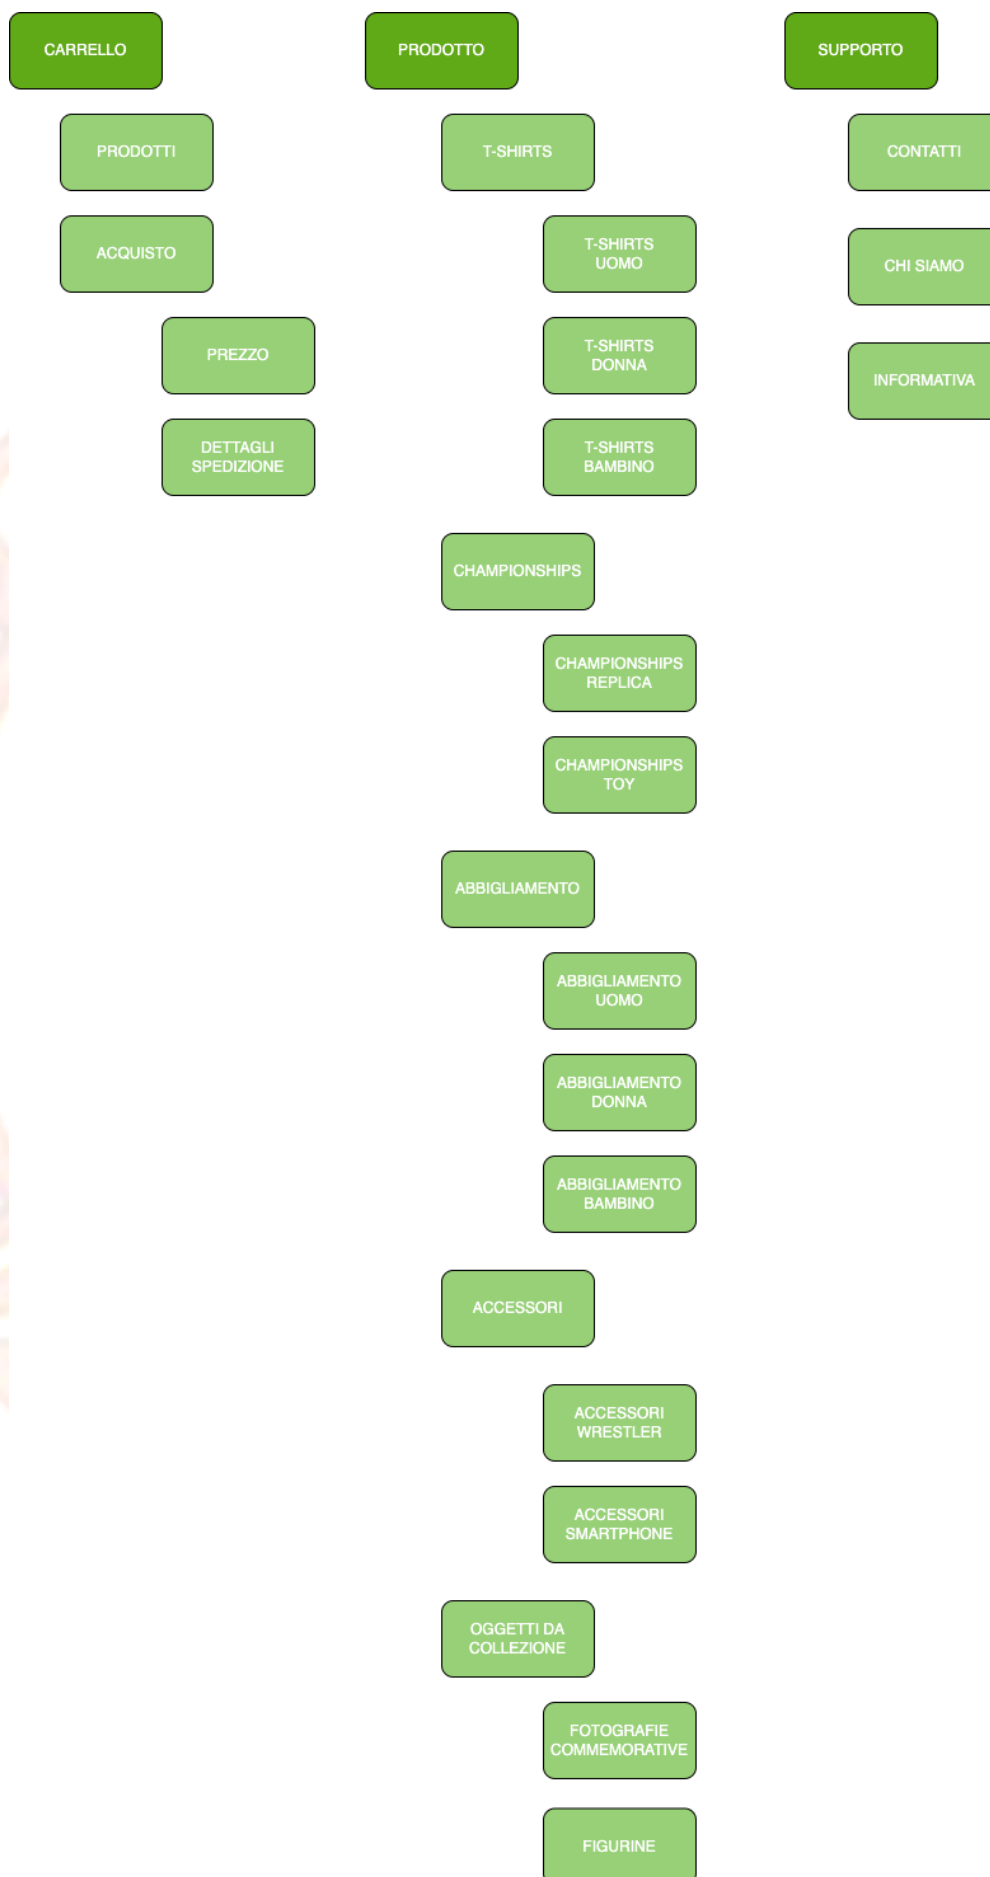 CARRELLO
PRODOTTI
ACQUISTO
PREZZO
DETTAGLI
SPEDIZIONE
PRODOTTO
T-SHIRTS
T-SHIRTS
UOMO
T-SHIRTS
DONNA
T-SHIRTS
BAMBINO
CHAMPIONSHIPS
CHAMPIONSHIPS
REPLICA
CHAMPIONSHIPS
TOY
ABBIGLIAMENTO
ABBIGLIAMENTO
UOMO
ABBIGLIAMENTO
DONNA
ABBIGLIAMENTO
BAMBINO
ACCESSORI
ACCESSORI
WRESTLER
ACCESSORI
SMARTPHONE
OGGETTI DA
COLLEZIONE
FOTOGRAFIE
COMMEMORATIVE
FIGURINE
SUPPORTO
CONTATTI
CHI SIAMO
INFORMATIVA